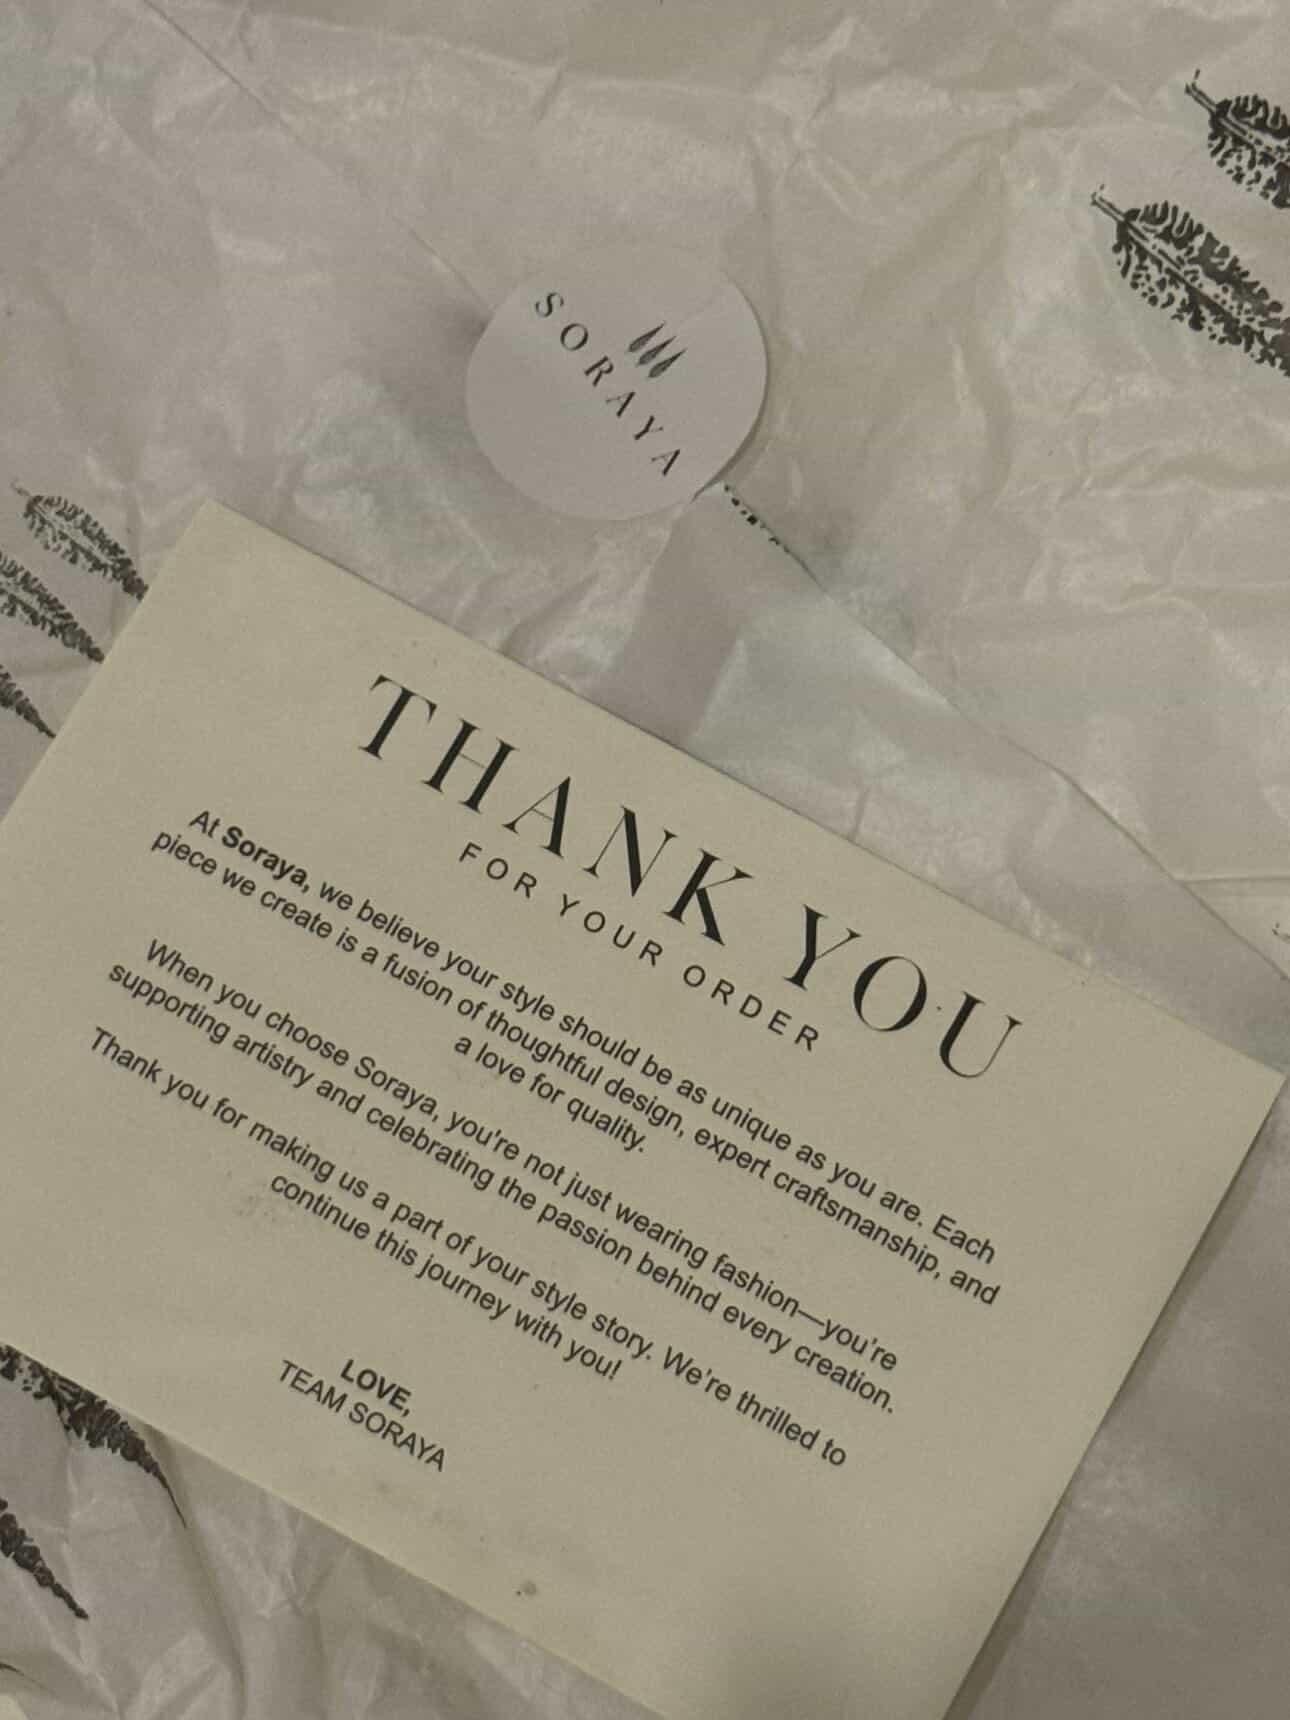 SORAYA
THANK YOU
FOR YOUR ORDER
At Soraya, we believe your style should be as unique as you are. Each
piece we create is a fusion of thoughtful design, expert craftsmanship, and
a love for quality.
When you choose Soraya, you're not just wearing fashion—you're
supporting artistry and celebrating the passion behind every creation.
Thank you for making us a part of your style story. We're thrilled to
continue this journey with you!
LOVE,
TEAM SORAYA